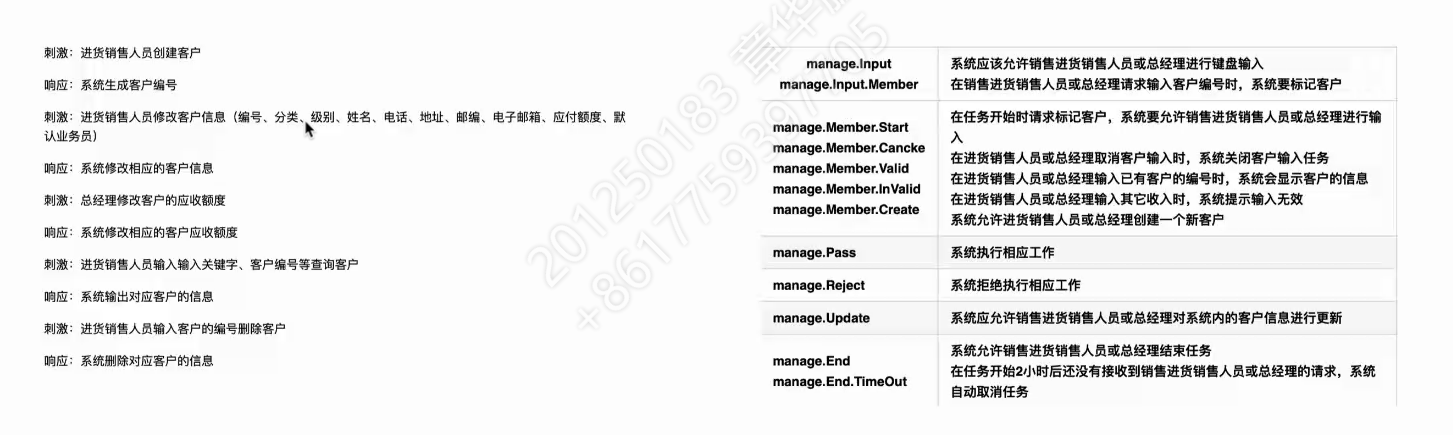 刺激：进货销售人员创建客户
响应：系统生成客户编号
刺激：进货销售人员修改客户信息（编号、分类、级别、姓名、电话、地址、邮编、电子邮箱、应付额度、默
认业务员）
响应：系统修改相应的客户信息
刺激：总经理修改客户的应收额度
响应：系统修改相应的客户应收额度
刺激：进货销售人员输入输入关键字、客户编号等查询客户
响应：系统输出对应客户的信息
刺激：进货销售人员输入客户的编号删除客户
响应：系统删除对应客户的信息
manage.Input 系统应该允许销售进货销售人员或总经理进行键盘输入
manage.Input.Member 在销售进货销售人员或总经理请求输入客户编号时，系统要标记客户
manage.Member.Start
manage.Member.Cancke
manage.Member.Valid
manage.Member.InValid
manage.Member.Create
在任务开始时请求标记客户，系统要允许销售进货销售人员或总经理进行输
入
在进货销售人员或总经理取消客户输入时，系统关闭客户输入任务
在进货销售人员或总经理输入已有客户的编号时，系统会显示客户的信息
在进货销售人员或总经理输入其它收入时，系统提示输入无效
系统允许进货销售人员或总经理创建一个新客户
manage.Pass 系统执行相应工作
manage.Reject 系统拒绝执行相应工作
manage.Update 系统应允许销售进货销售人员或总经理对系统内的客户信息进行更新
manage.End
manage.End.TimeOut
系统允许销售进货销售人员或总经理结束任务
在任务开始2小时后还没有接收到销售进货销售人员或总经理的请求，系统
自动取消任务
201250183 章华
+8617759397705